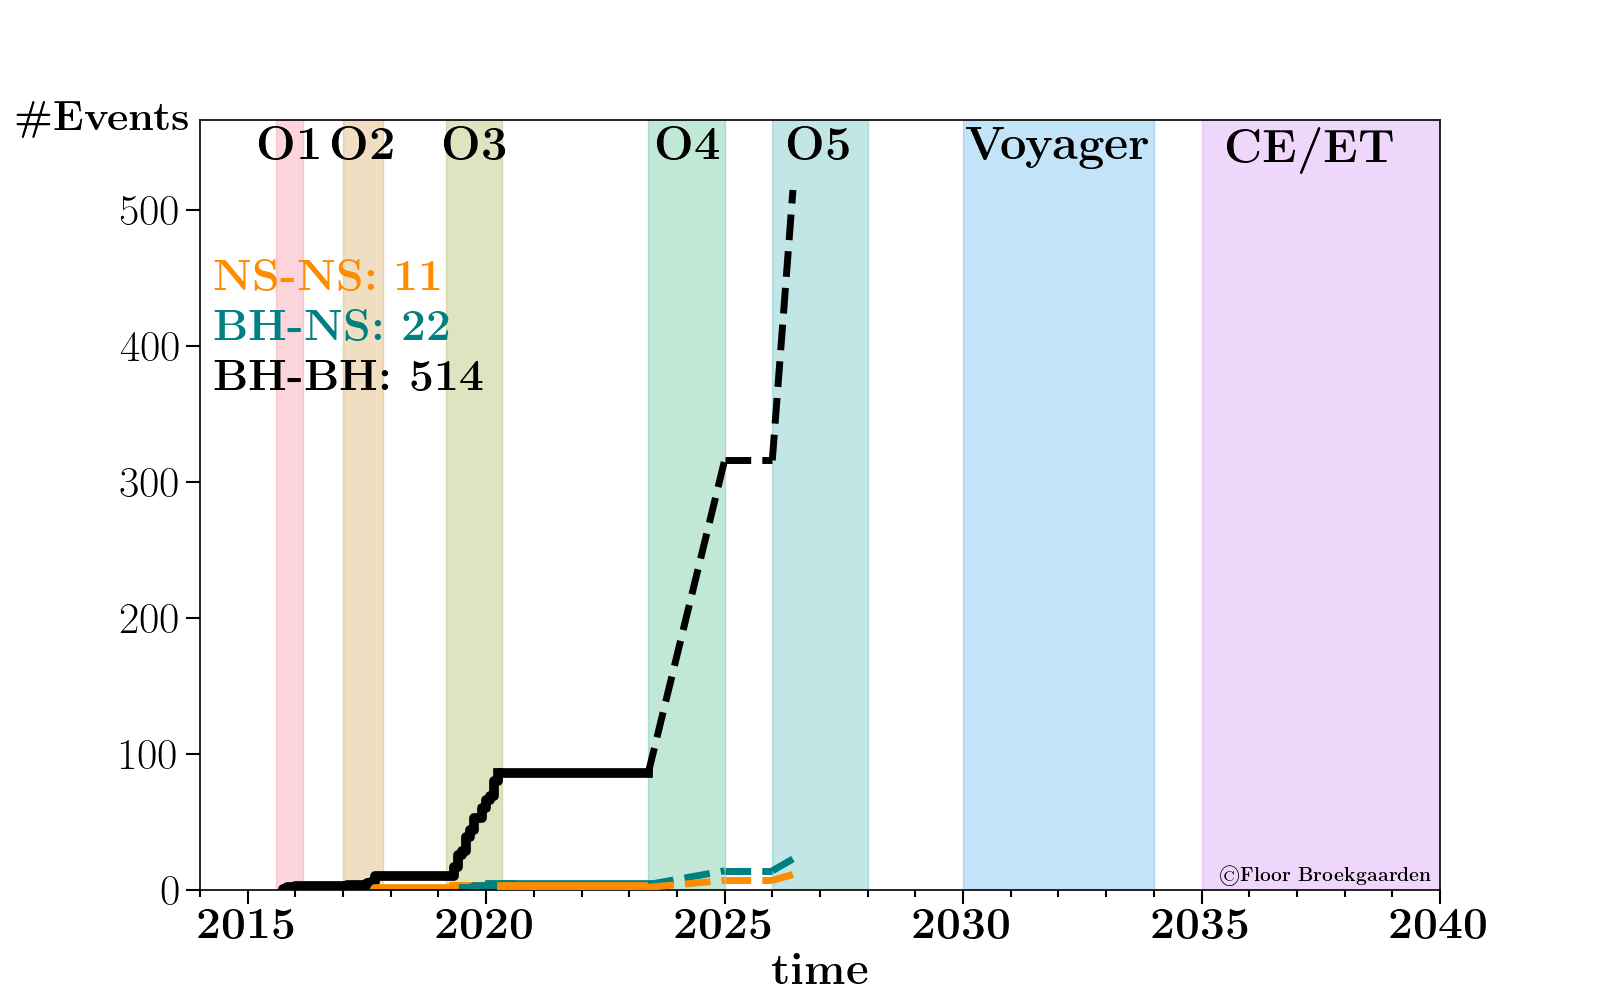 #Events
O1 O2 O3 O4 O5 Voyager CE/ET
500
NS-NS: 11
BH-NS: 22
400
BH-BH: 514
300
200
100
0
©Floor Broekgaarden
2015 2020 2025 2030 2035 2040
time